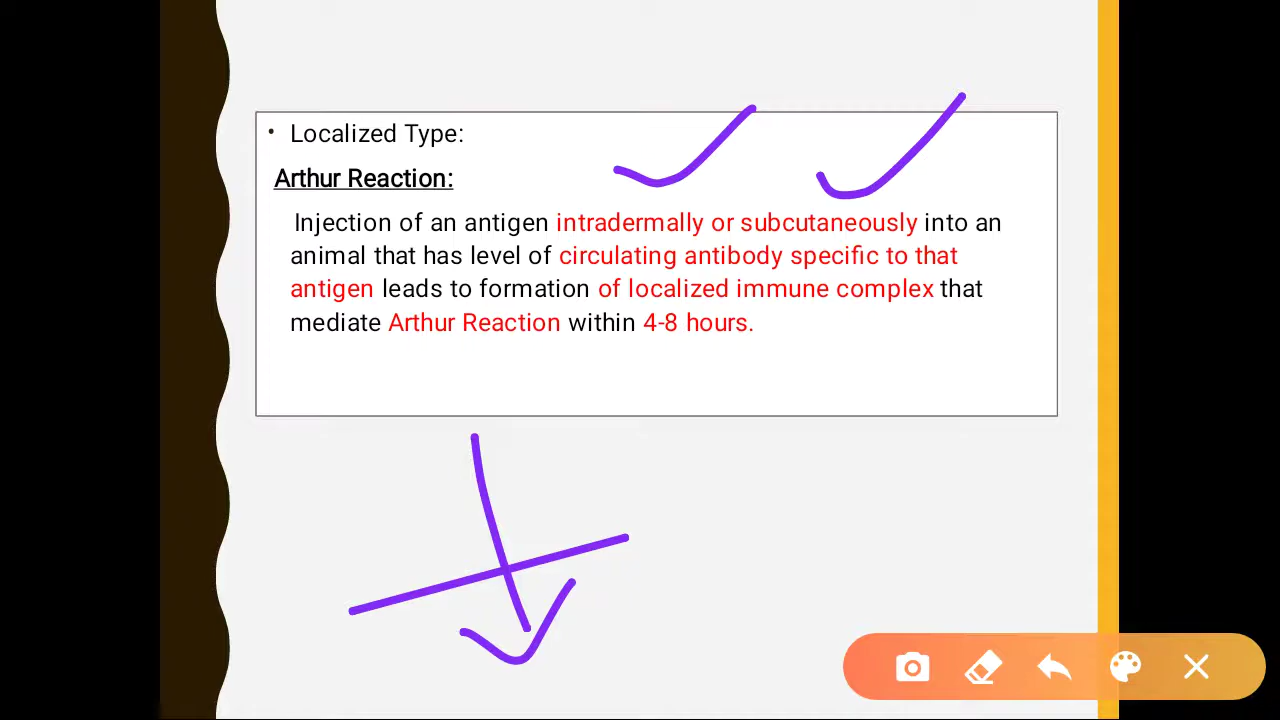 • Localized Type:
Arthur Reaction:
Injection of an antigen intradermally or subcutaneously into an
animal that has level of circulating antibody specific to that
antigen leads to formation of localized immune complex that
mediate Arthur Reaction within 4-8 hours.